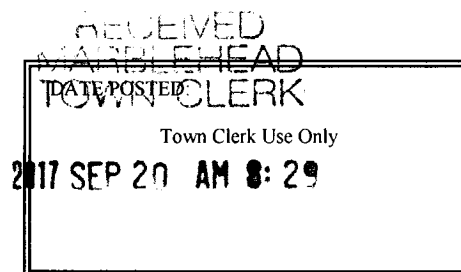 RECEIVED
MARBLEHEAD
TOWN CLERK
DATE POSTED:
Town Clerk Use Only
2017 SEP 20 AM 8: 29